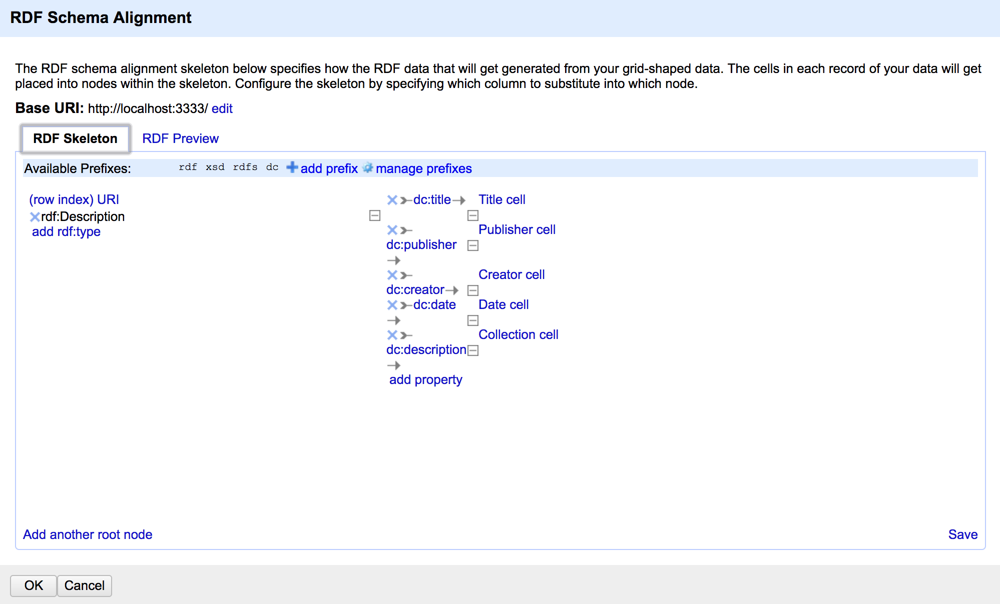 RDF Schema Alignment
The RDF schema alignment skeleton below specifies how the RDF data that will get generated from your grid-shaped data. The cells in each record of your data will get
placed into nodes within the skeleton. Configure the skeleton by specifying which column to substitute into which node.
Base URI: http://localhost:3333/ edit
RDF Skeleton RDF Preview
Available Prefixes: rdf xsd rdfs dc add prefix manage prefixes
(row index) URI
rdf:Description
add rdf:type
dc:title Title cell
Publisher cell
dc:publisher
Creator cell
dc:creator
dc:date Date cell
Collection cell
dc:description
add property
Add another root node Save
OK Cancel